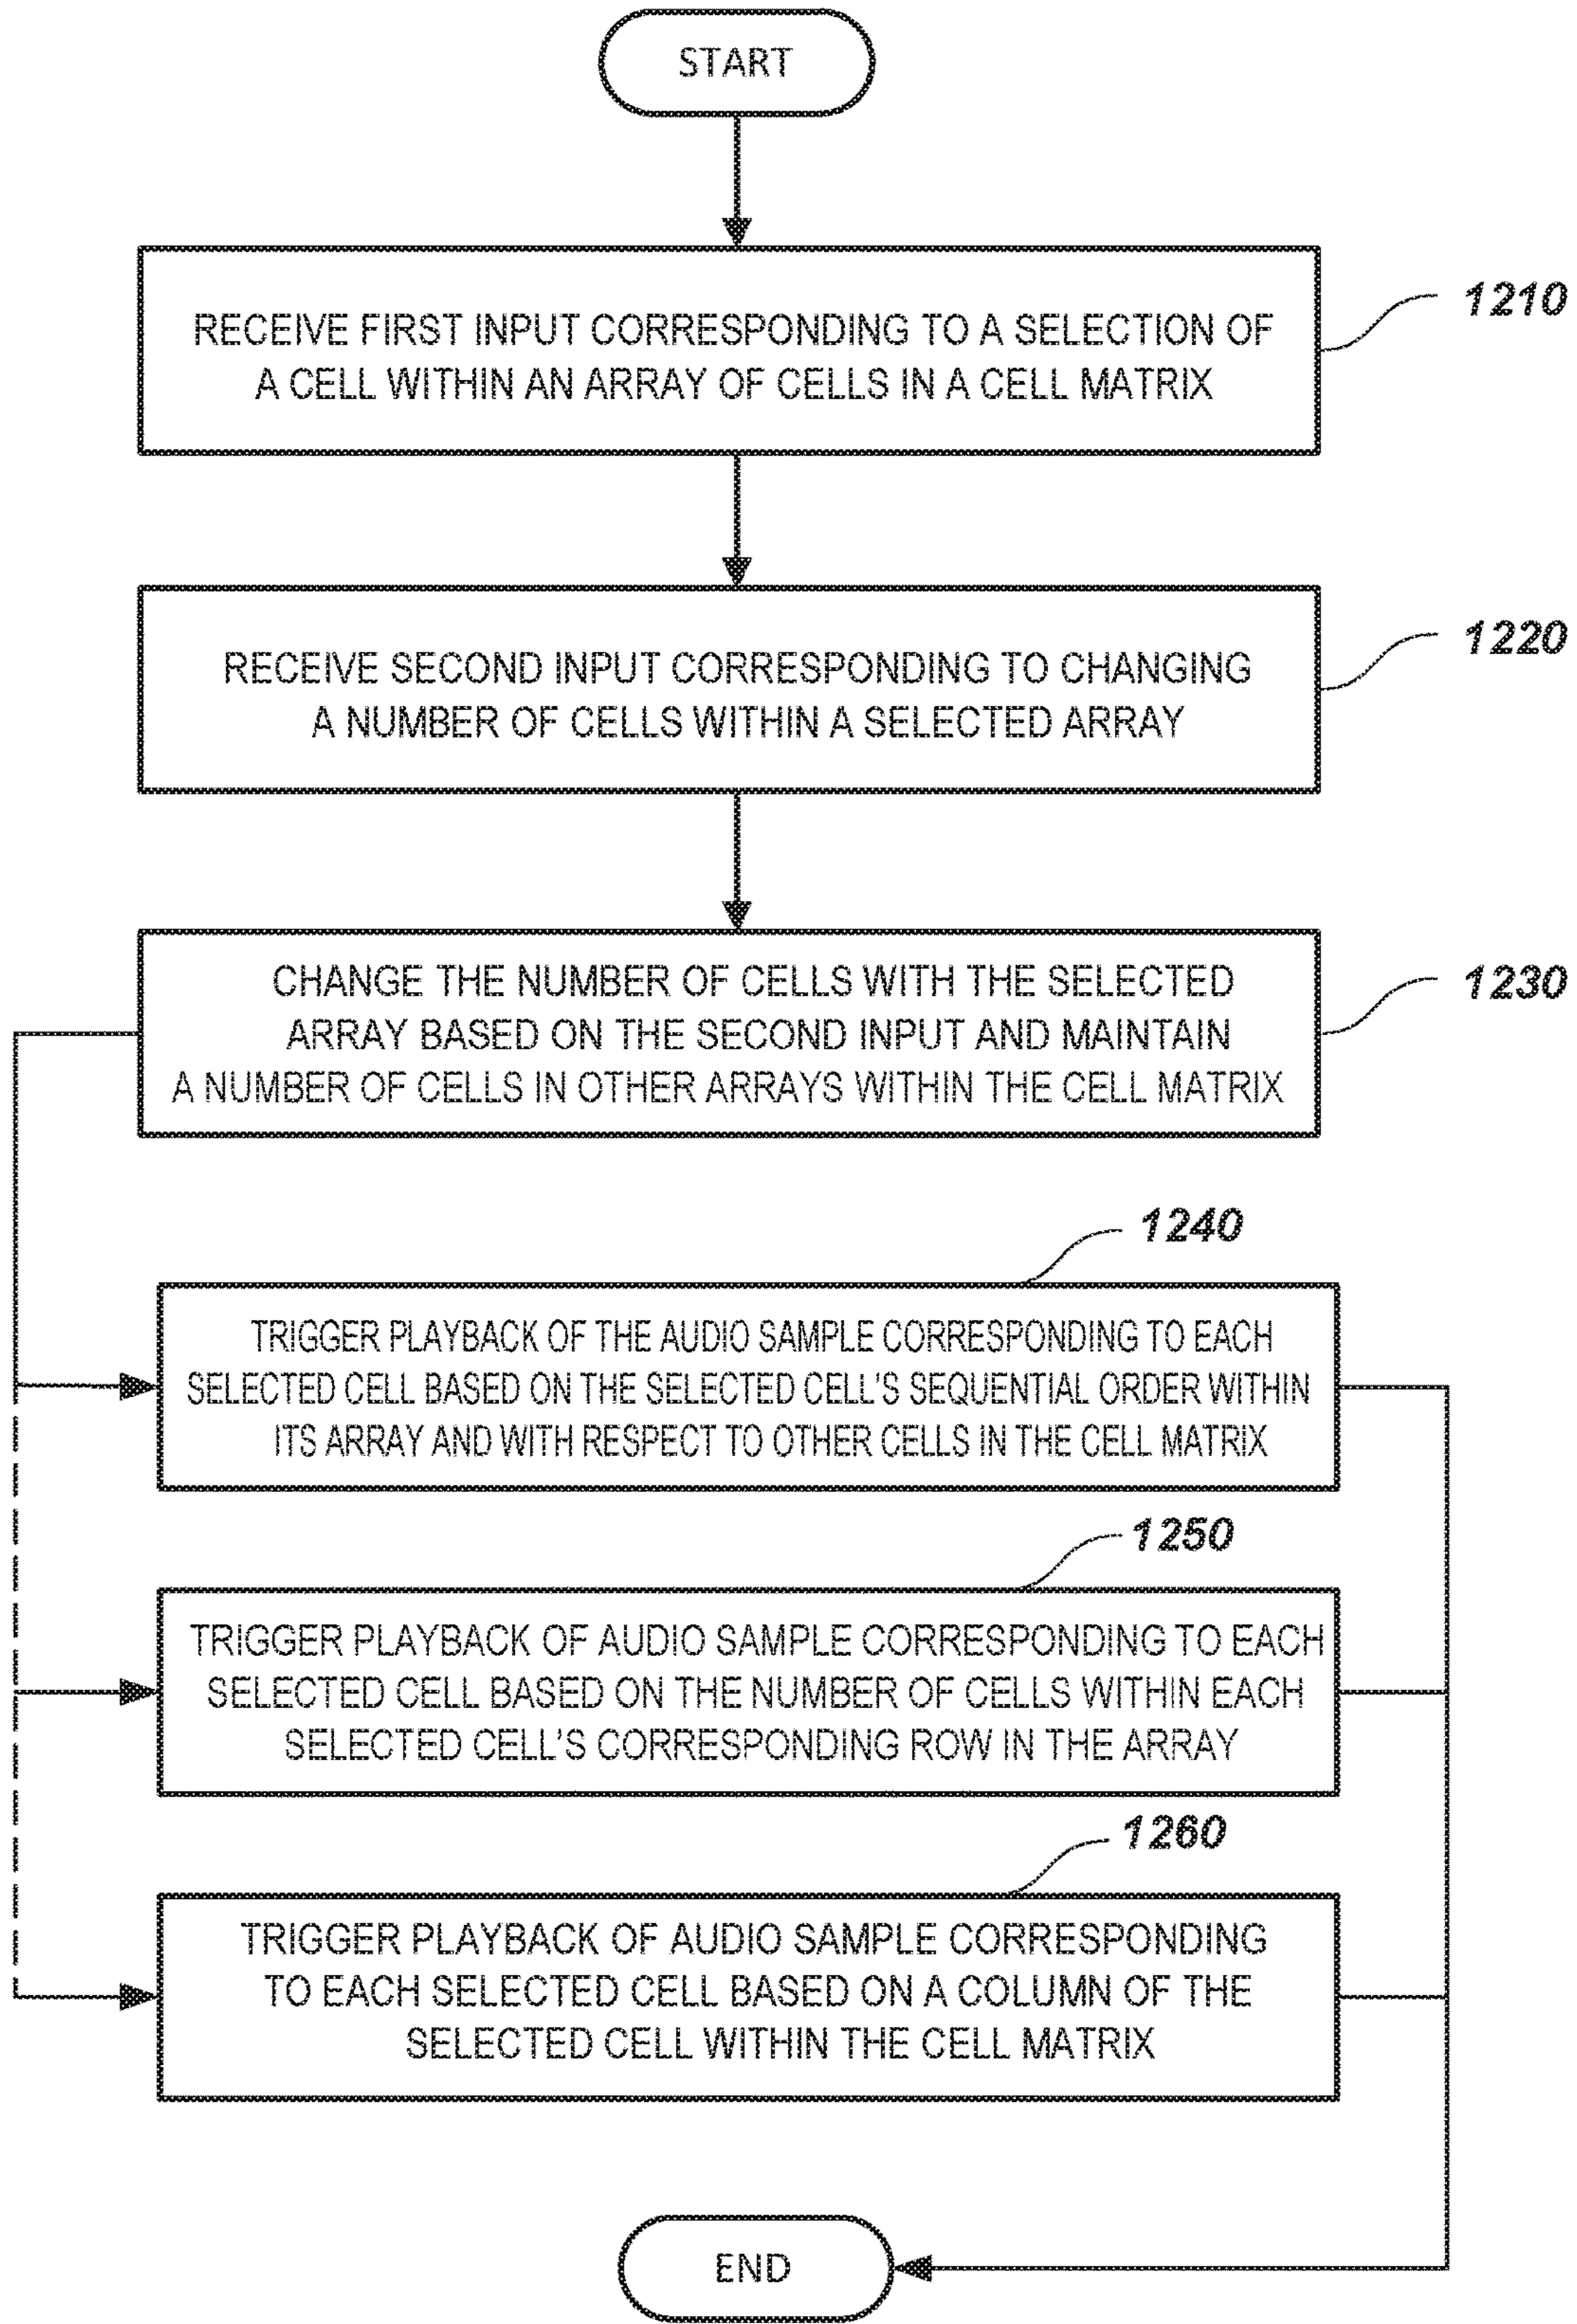 START
RECEIVE FIRST INPUT CORRESPONDING TO A SELECTION OF
A CELL WITHIN AN ARRAY OF CELLS IN A CELL MATRIX
1210
RECEIVE SECOND INPUT CORRESPONDING TO CHANGING
A NUMBER OF CELLS WITHIN A SELECTED ARRAY
1220
CHANGE THE NUMBER OF CELLS WITH THE SELECTED
ARRAY BASED ON THE SECOND INPUT AND MAINTAIN
A NUMBER OF CELLS IN OTHER ARRAYS WITHIN THE CELL MATRIX
1230
1240
TRIGGER PLAYBACK OF THE AUDIO SAMPLE CORRESPONDING TO EACH
SELECTED CELL BASED ON THE SELECTED CELL'S SEQUENTIAL ORDER WITHIN
ITS ARRAY AND WITH RESPECT TO OTHER CELLS IN THE CELL MATRIX
1250
TRIGGER PLAYBACK OF AUDIO SAMPLE CORRESPONDING TO EACH
SELECTED CELL BASED ON THE NUMBER OF CELLS WITHIN EACH
SELECTED CELL'S CORRESPONDING ROW IN THE ARRAY
1260
TRIGGER PLAYBACK OF AUDIO SAMPLE CORRESPONDING
TO EACH SELECTED CELL BASED ON A COLUMN OF THE
SELECTED CELL WITHIN THE CELL MATRIX
END